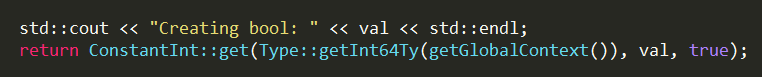 std::cout << "Creating bool: " << val << std::endl;
return ConstantInt::get(Type::getInt64Ty(getGlobalContext()), val, true);